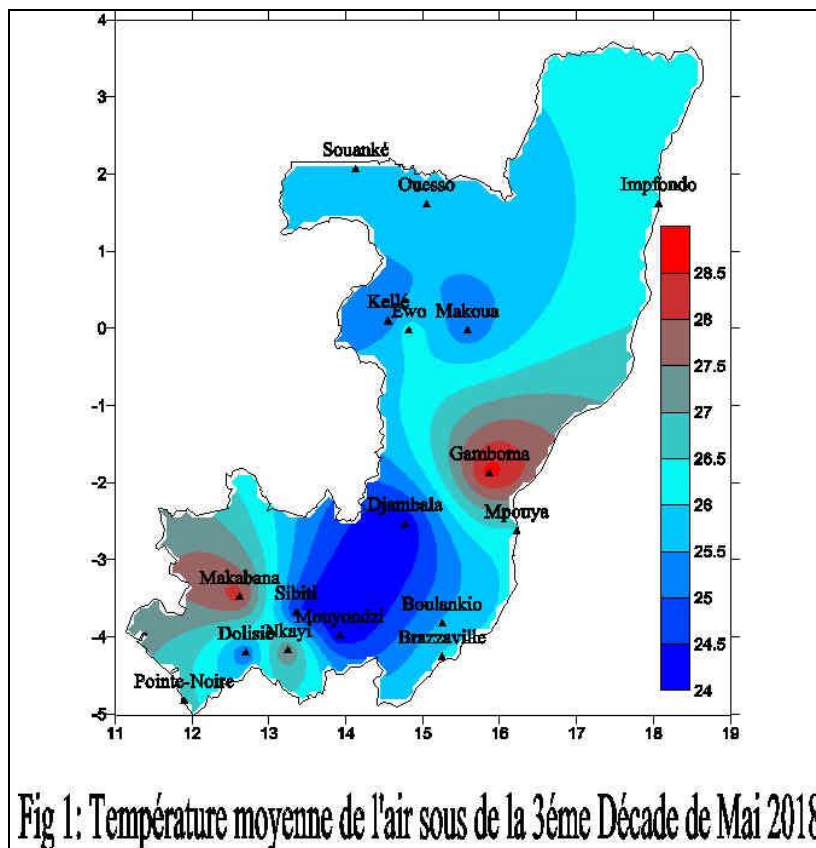 4
3
Souanké
2
Ouesso
Impfondo
1
28.5
Kellé
Ewo
Makoua
28
0
27.5
27
-1
26.5
Gamboma
26
-2
Djambala
Mpouya
25.5
-3
Makabana
Sibiti
25
Mouyondzi
Boulankio
-4
Dolisie
Nkayi
Brazzaville
24.5
Pointe-Noire
24
-5
11 12 13 14 15 16 17 18 19
Fig 1: Température moyenne de l'air sous de la 3éme Décade de Mai 2018